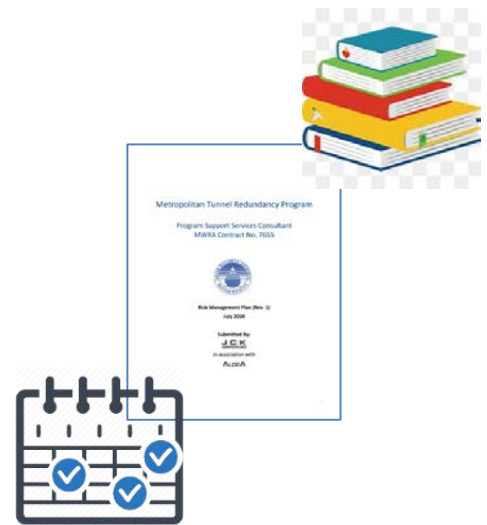 Metropolitan Tunnel Redundancy Program
Program Support Services Consultant
MWRA Contract No. 7655
Risk Management Plan (Rev. 1)
July 2020
Submitted By:
JCK
in association with
ALDEA